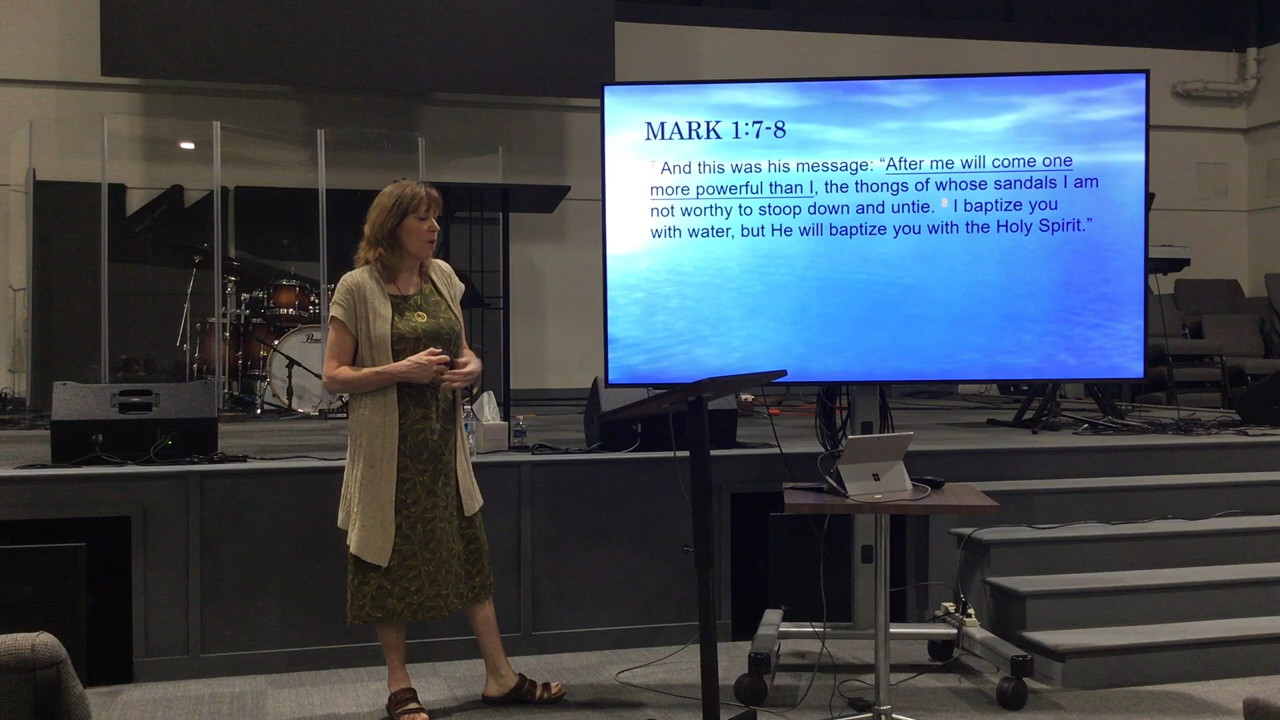 MARK 1:7-8
7 And this was his message: “After me will come one
more powerful than I, the thongs of whose sandals I am
not worthy to stoop down and untie. 8 I baptize you
with water, but He will baptize you with the Holy Spirit.”